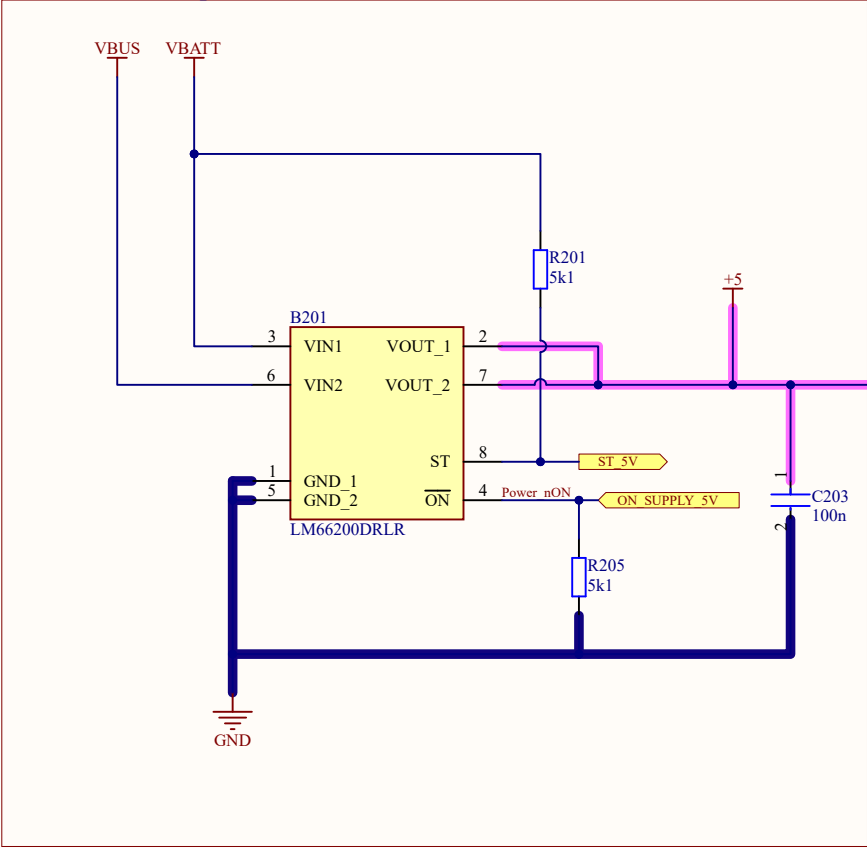 VBUS VBATT
R201
5k1
+5
B201
3 VIN1 VOUT_1 2
6 VIN2 VOUT_2 7
ST 8 ST_5V
1 GND_1
5 GND_2 ON 4 Power_nON ON_SUPPLY_5V
LM66200DRLR
1
C203
100n
2
R205
5k1
GND